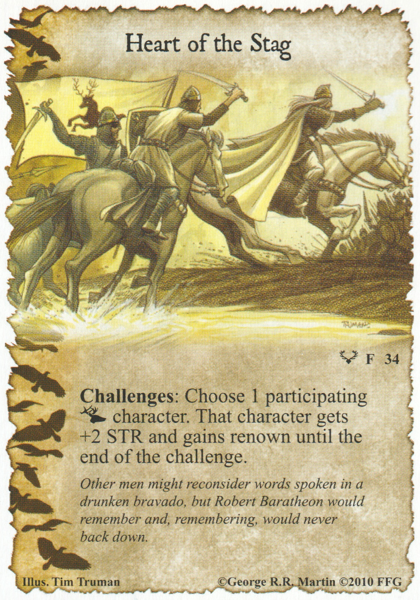 Heart of the Stag
TRUMAN
F 34
Challenges: Choose 1 participating
character. That character gets
+2 STR and gains renown until the
end of the challenge.
Other men might reconsider words spoken in a
drunken bravado, but Robert Baratheon would
remember and, remembering, would never
back down.
Illus. Tim Truman ©George R.R. Martin ©2010 FFG